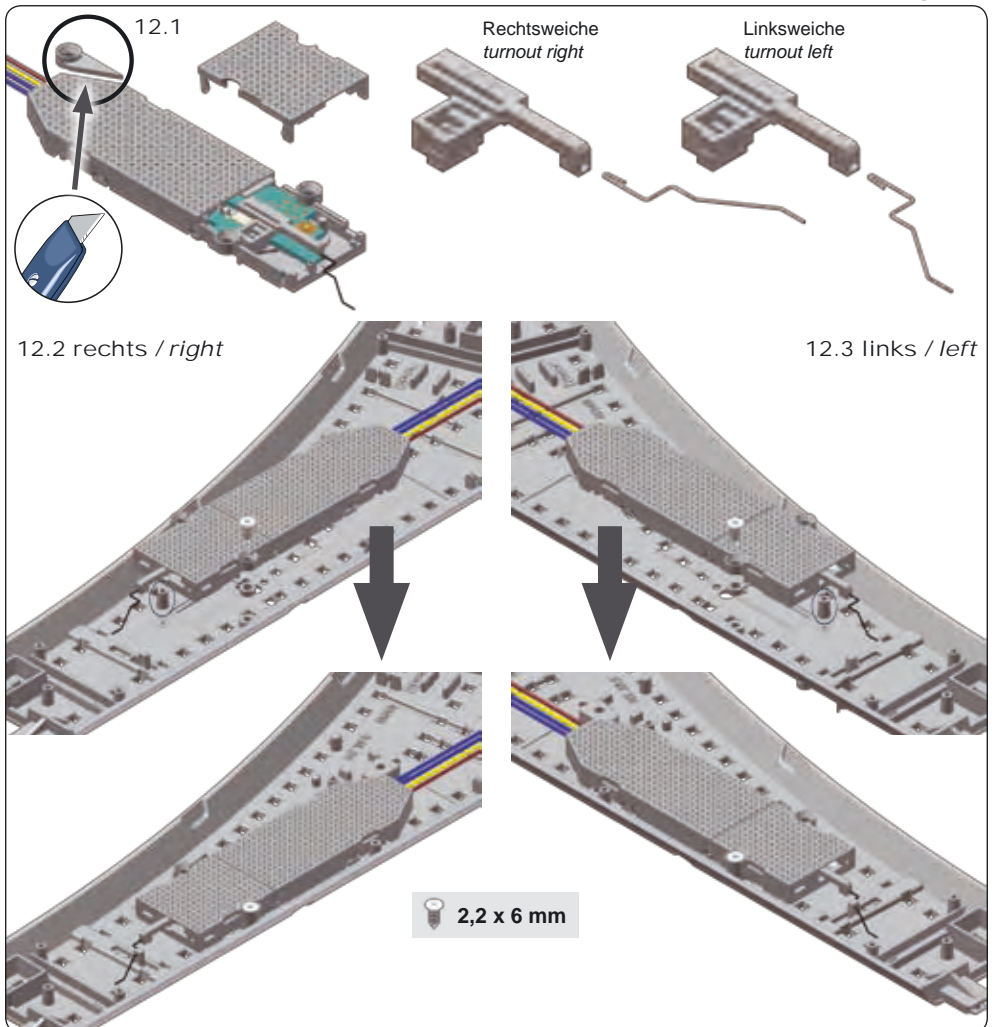 12.1
Rechtsweiche
turnout right
Linksweiche
turnout left
12.2 rechts / right
12.3 links / left
2,2 x 6 mm